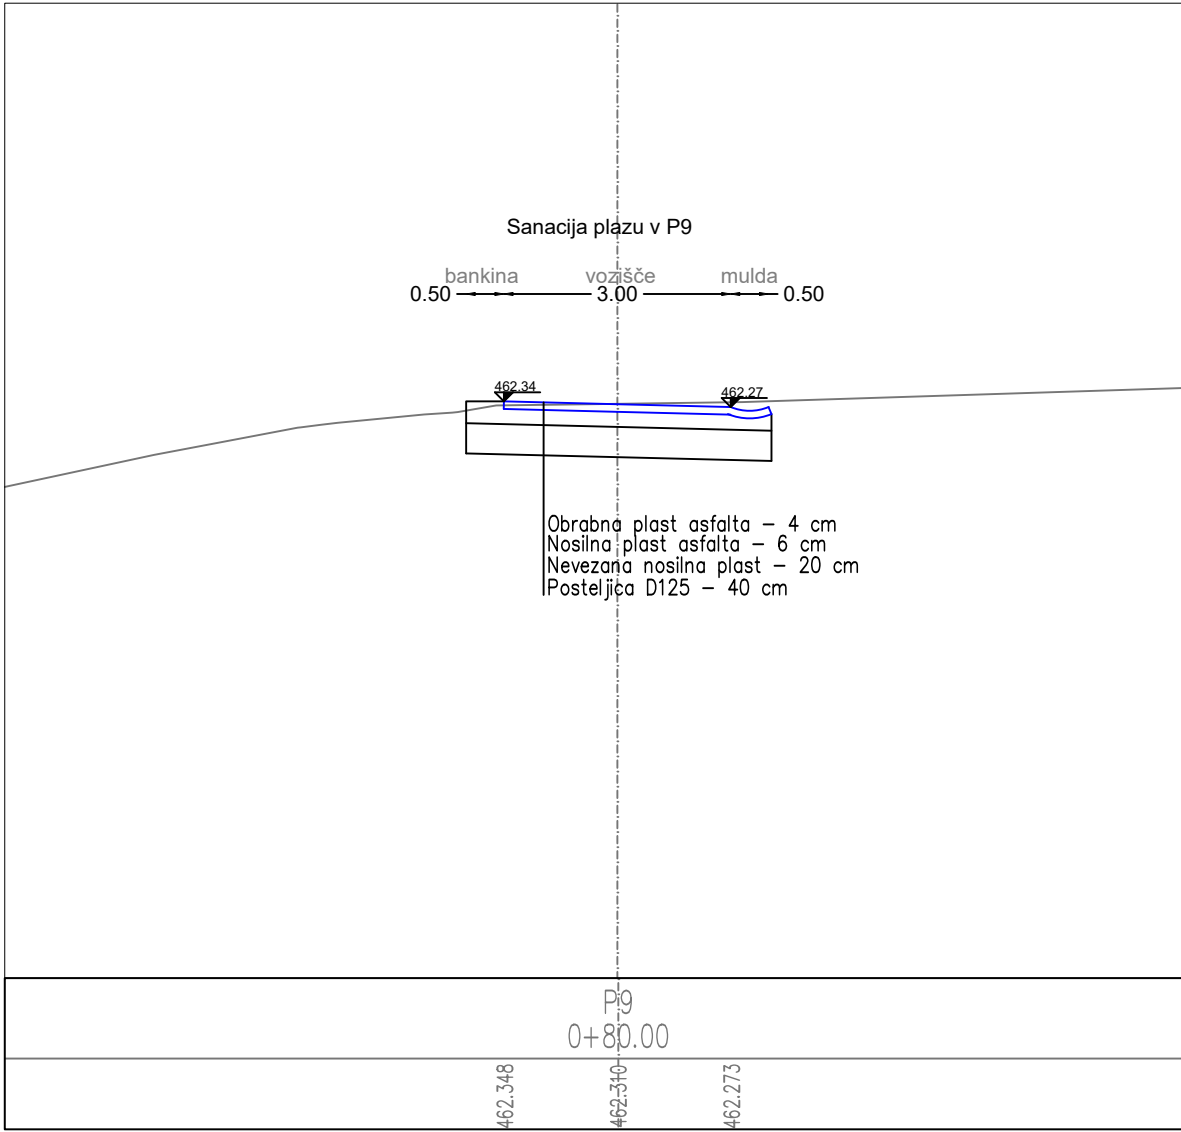 Sanacija plazu v P9
bankina vozišče mulda
0.50 3.00 0.50
462.34 462.27
Obrabna plast asfalta – 4 cm
Nosilna plast asfalta – 6 cm
Nevezana nosilna plast – 20 cm
Posteljica D125 – 40 cm
P9
0+80.00
462.348 462.310 462.273